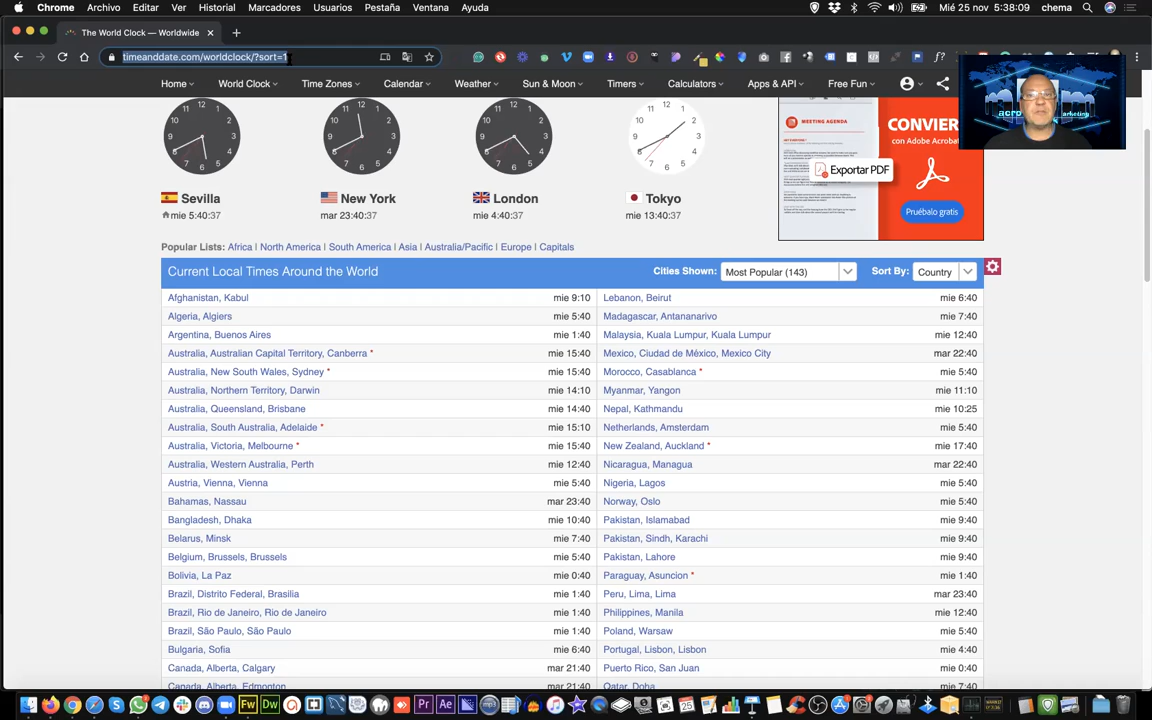 Chrome Archivo Editar Ver Historial Marcadores Usuarios Pestaña Ventana Ayuda Mié 25 nov 5:38:09 chema
The World Clock — Worldwide
timeanddate.com/worldclock/?sort=1
Home World Clock Time Zones Calendar Weather Sun & Moon Timers Calculators Apps & API Free Fun
Sevilla New York London Tokyo
mie 5:40:37 mar 23:40:37 mie 4:40:37 mie 13:40:37
MEETING AGENDA
CONVIER
con Adobe Acrobat
Exportar PDF
Pruébalo gratis
Popular Lists: Africa | North America | South America | Asia | Australia/Pacific | Europe | Capitals
Current Local Times Around the World Cities Shown: Most Popular (143) Sort By: Country
Afghanistan, Kabul mie 9:10 Lebanon, Beirut mie 6:40
Algeria, Algiers mie 5:40 Madagascar, Antananarivo mie 7:40
Argentina, Buenos Aires mie 1:40 Malaysia, Kuala Lumpur, Kuala Lumpur mie 12:40
Australia, Australian Capital Territory, Canberra * mie 15:40 Mexico, Ciudad de México, Mexico City mar 22:40
Australia, New South Wales, Sydney * mie 15:40 Morocco, Casablanca * mie 5:40
Australia, Northern Territory, Darwin mie 14:10 Myanmar, Yangon mie 11:10
Australia, Queensland, Brisbane mie 14:40 Nepal, Kathmandu mie 10:25
Australia, South Australia, Adelaide * mie 15:10 Netherlands, Amsterdam mie 5:40
Australia, Victoria, Melbourne * mie 15:40 New Zealand, Auckland * mie 17:40
Australia, Western Australia, Perth mie 12:40 Nicaragua, Managua mar 22:40
Austria, Vienna, Vienna mie 5:40 Nigeria, Lagos mie 5:40
Bahamas, Nassau mar 23:40 Norway, Oslo mie 5:40
Bangladesh, Dhaka mie 10:40 Pakistan, Islamabad mie 9:40
Belarus, Minsk mie 7:40 Pakistan, Sindh, Karachi mie 9:40
Belgium, Brussels, Brussels mie 5:40 Pakistan, Lahore mie 9:40
Bolivia, La Paz mie 0:40 Paraguay, Asuncion * mie 1:40
Brazil, Distrito Federal, Brasilia mie 1:40 Peru, Lima, Lima mar 23:40
Brazil, Rio de Janeiro, Rio de Janeiro mie 1:40 Philippines, Manila mie 12:40
Brazil, São Paulo, São Paulo mie 1:40 Poland, Warsaw mie 5:40
Bulgaria, Sofia mie 6:40 Portugal, Lisbon, Lisbon mie 4:40
Canada, Alberta, Calgary mar 21:40 Puerto Rico, San Juan mie 0:40
Canada, Alberta, Edmonton mar 21:40 Qatar, Doha mie 7:40